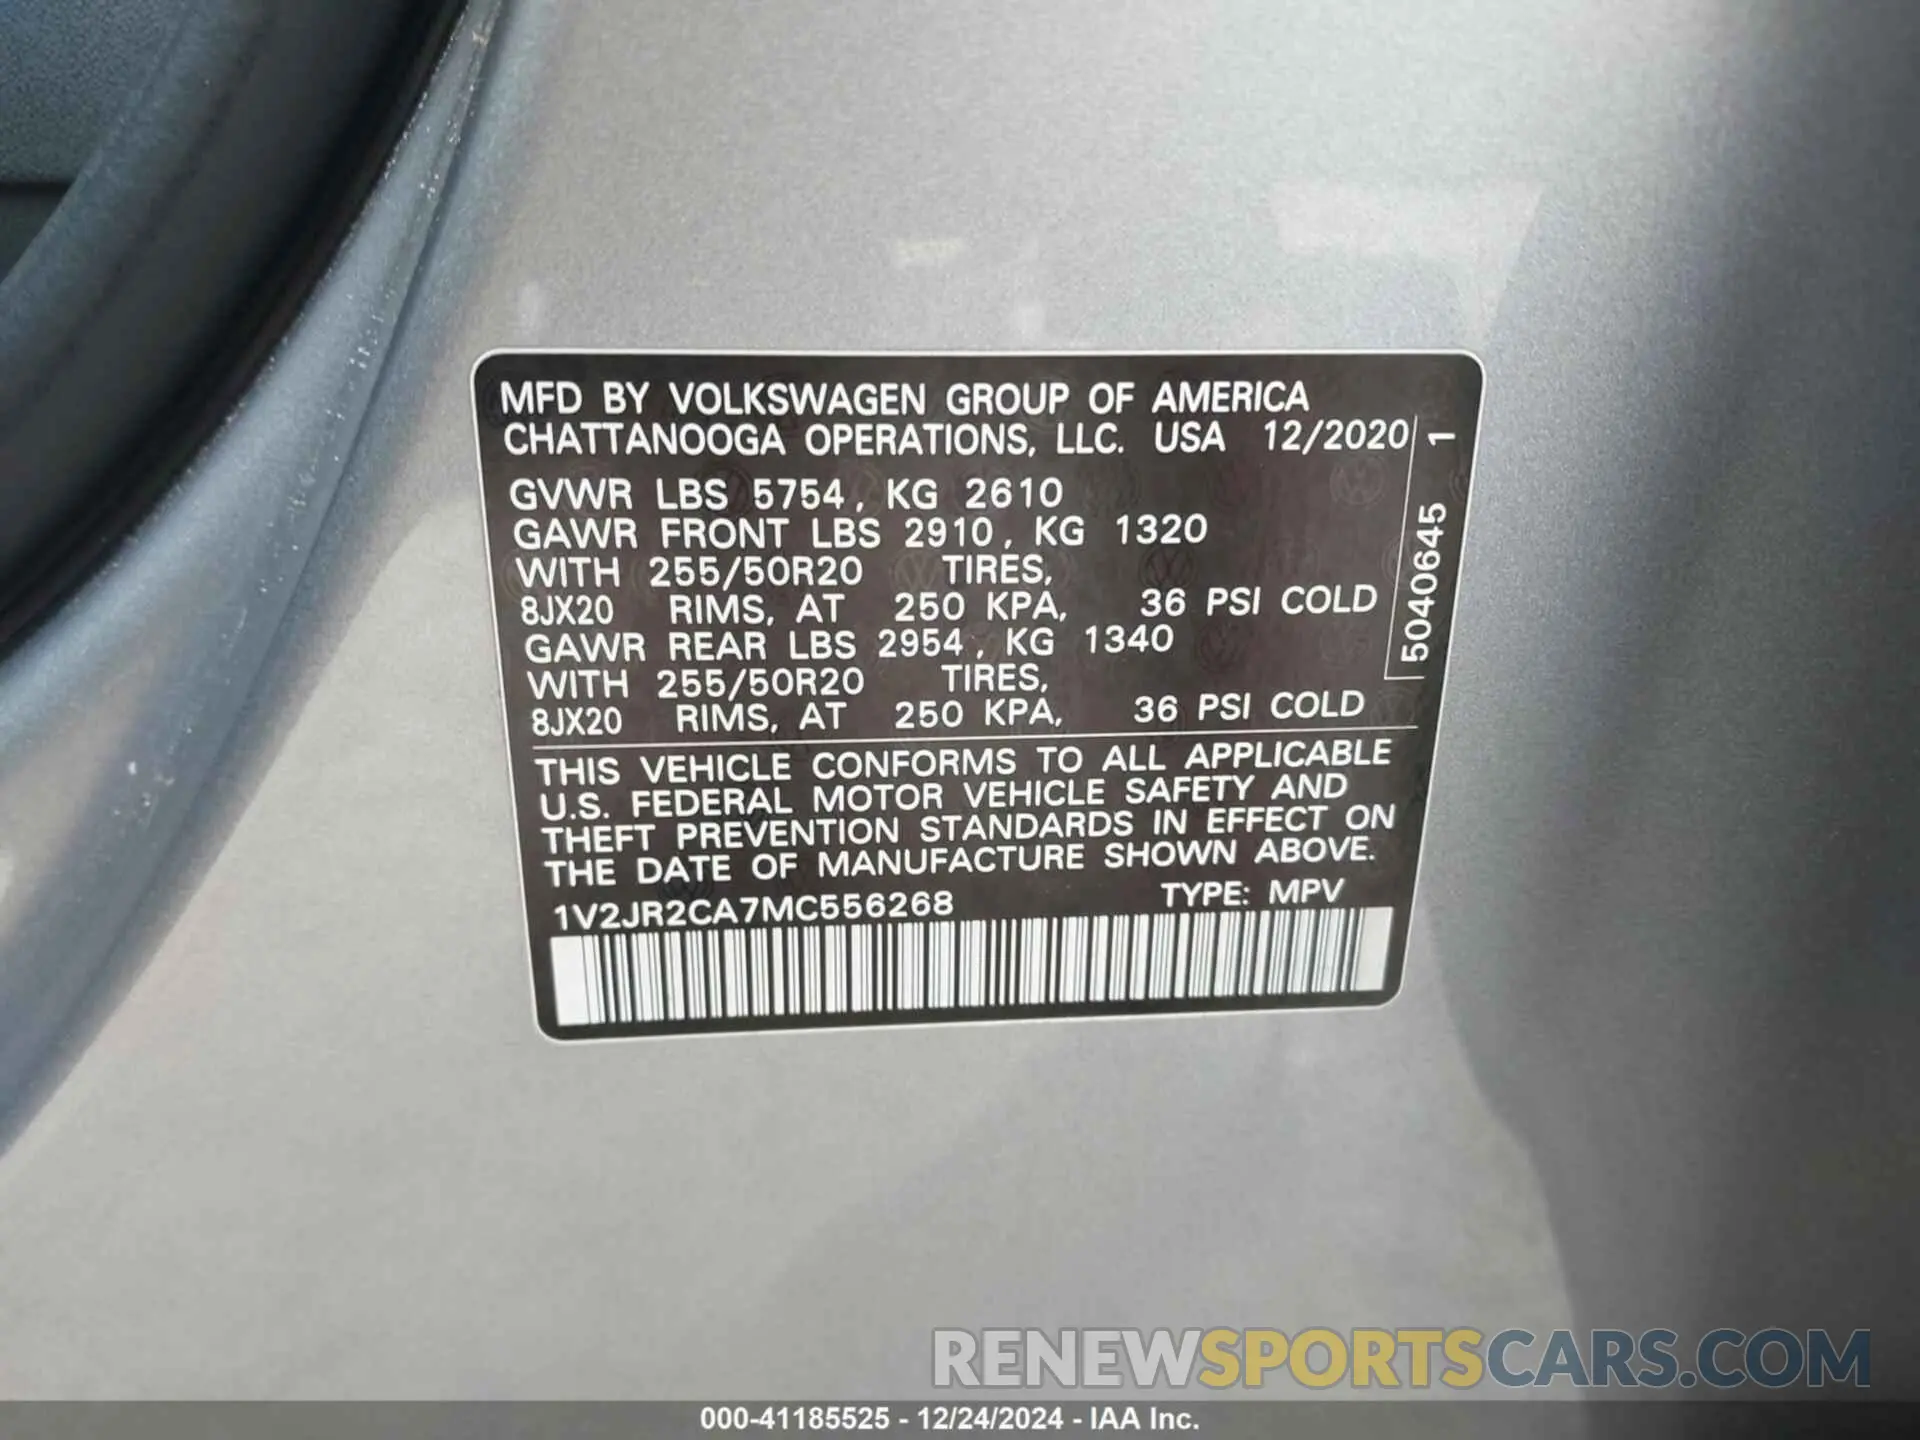 MFD BY VOLKSWAGEN GROUP OF AMERICA
CHATTANOOGA OPERATIONS, LLC. USA 12/2020
GVWR LBS 5754, KG 2610
GAWR FRONT LBS 2910, KG 1320
WITH 255/50R20 TIRES,
8JX20 RIMS, AT 250 KPA, 36 PSI COLD
GAWR REAR LBS 2954, KG 1340
WITH 255/50R20 TIRES,
8JX20 RIMS, AT 250 KPA, 36 PSI COLD
5040645 1
THIS VEHICLE CONFORMS TO ALL APPLICABLE
U.S. FEDERAL MOTOR VEHICLE SAFETY AND
THEFT PREVENTION STANDARDS IN EFFECT ON
THE DATE OF MANUFACTURE SHOWN ABOVE.
1V2JR2CA7MC556268 TYPE: MPV
RENEWSPORTSCARS.COM
000-41185525 - 12/24/2024 - IAA Inc.